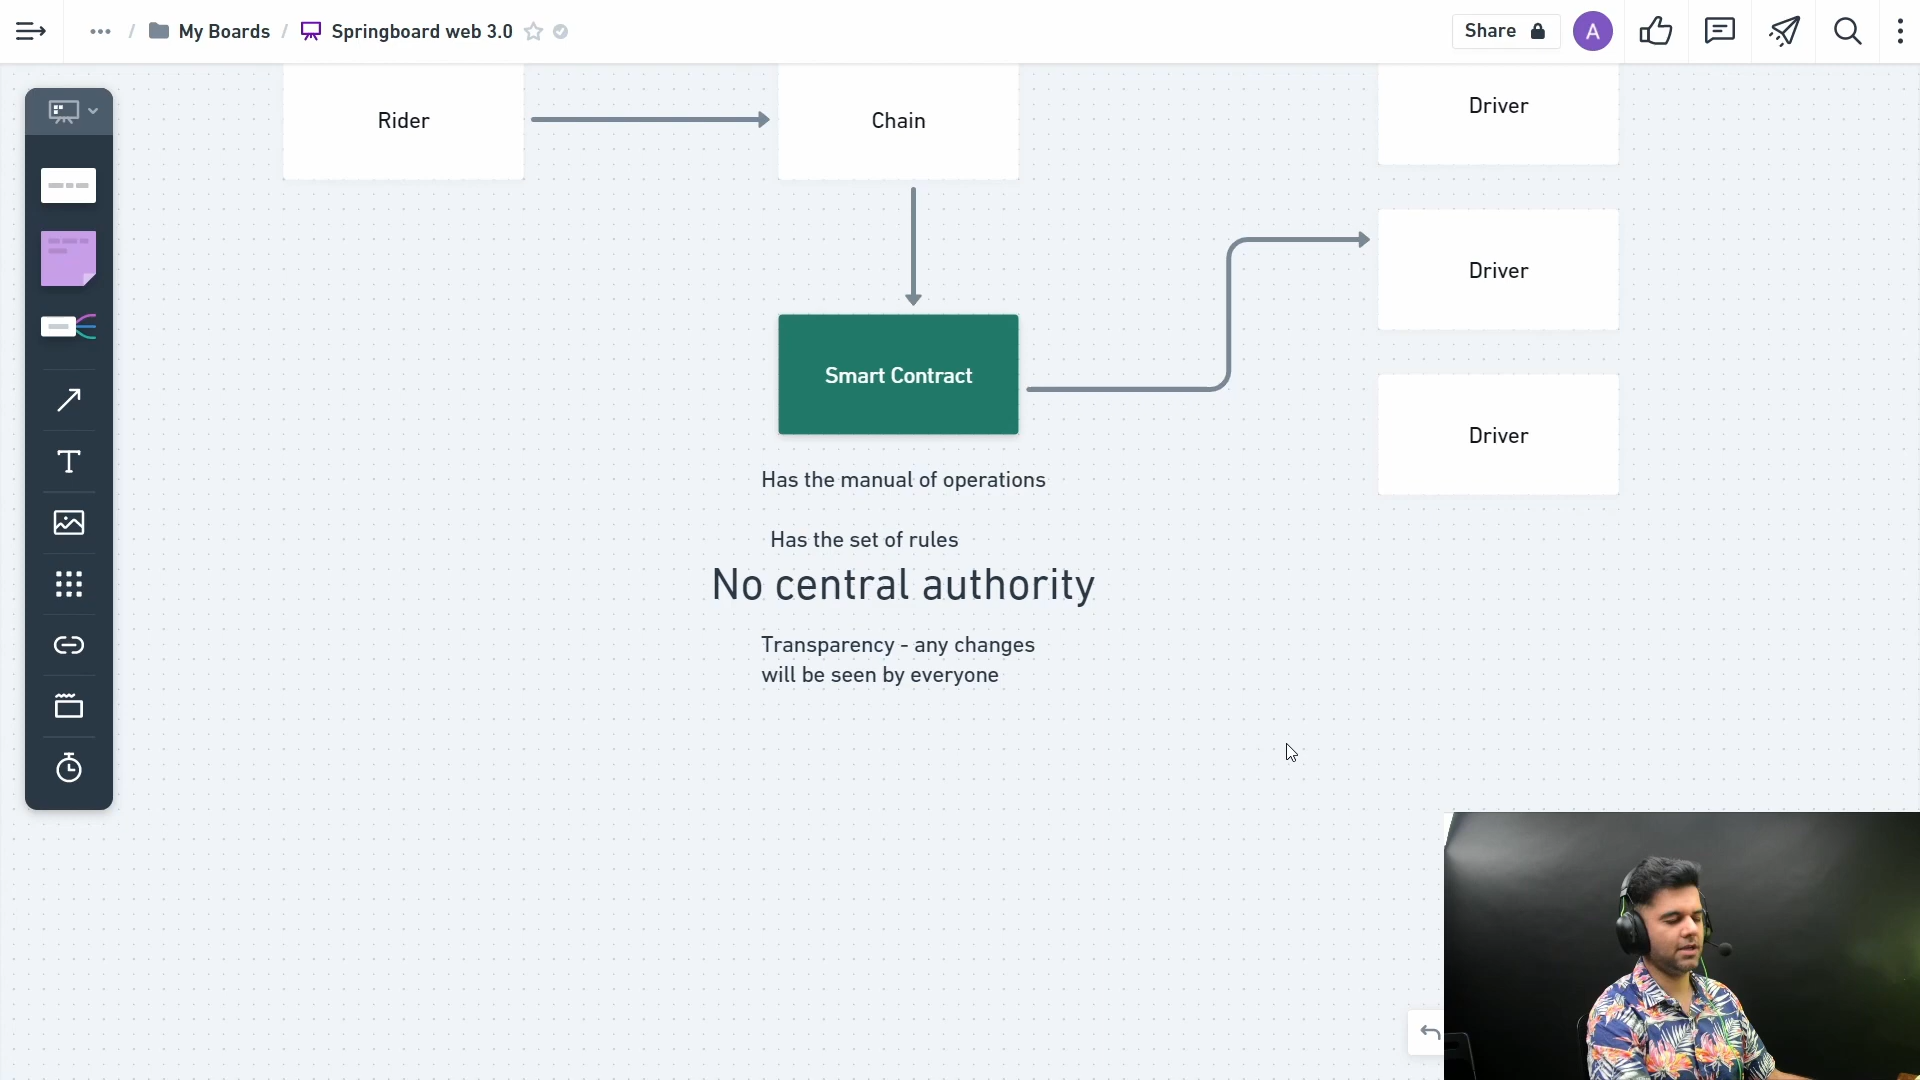 ... / My Boards / Springboard web 3.0
Share
A
Rider
Chain
Driver
Driver
Smart Contract
Driver
Has the manual of operations
Has the set of rules
No central authority
Transparency - any changes
will be seen by everyone